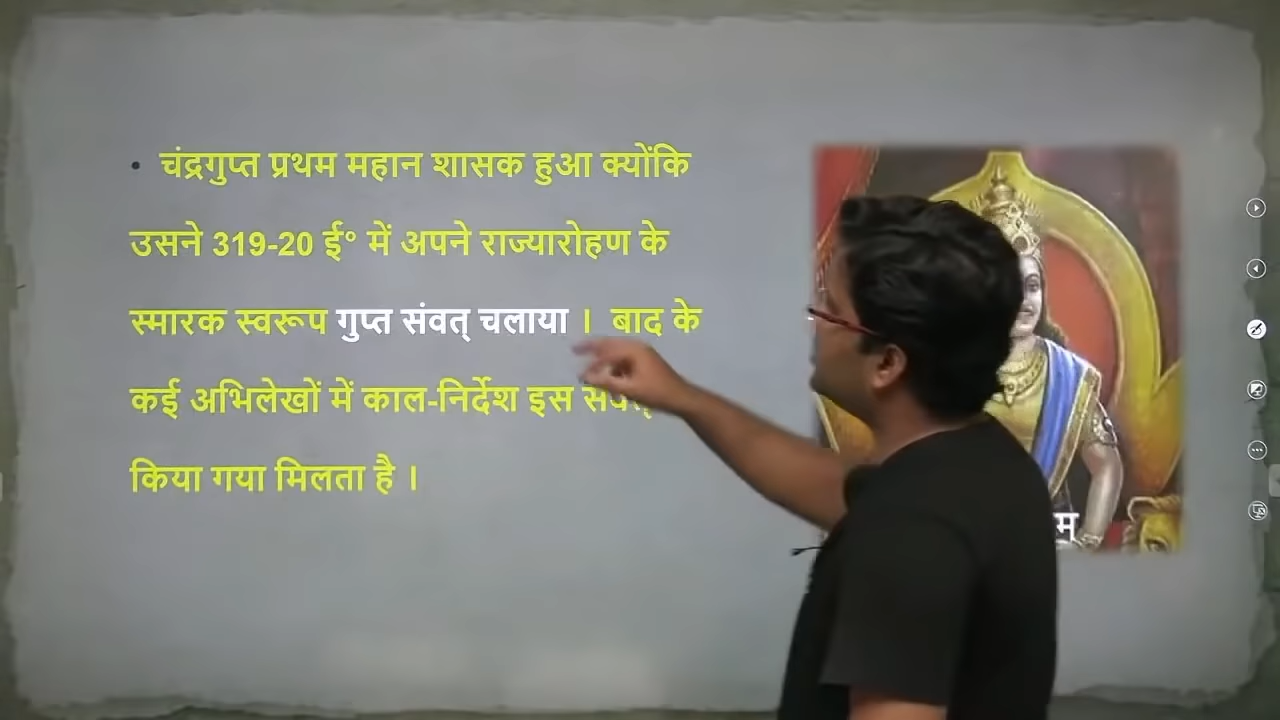 • चंद्रगुप्त प्रथम महान शासक हुआ क्योंकि
उसने 319-20 ई° में अपने राज्यारोहण के
स्मारक स्वरूप गुप्त संवत् चलाया । बाद के
कई अभिलेखों में काल-निर्देश इस
किया गया मिलता है ।